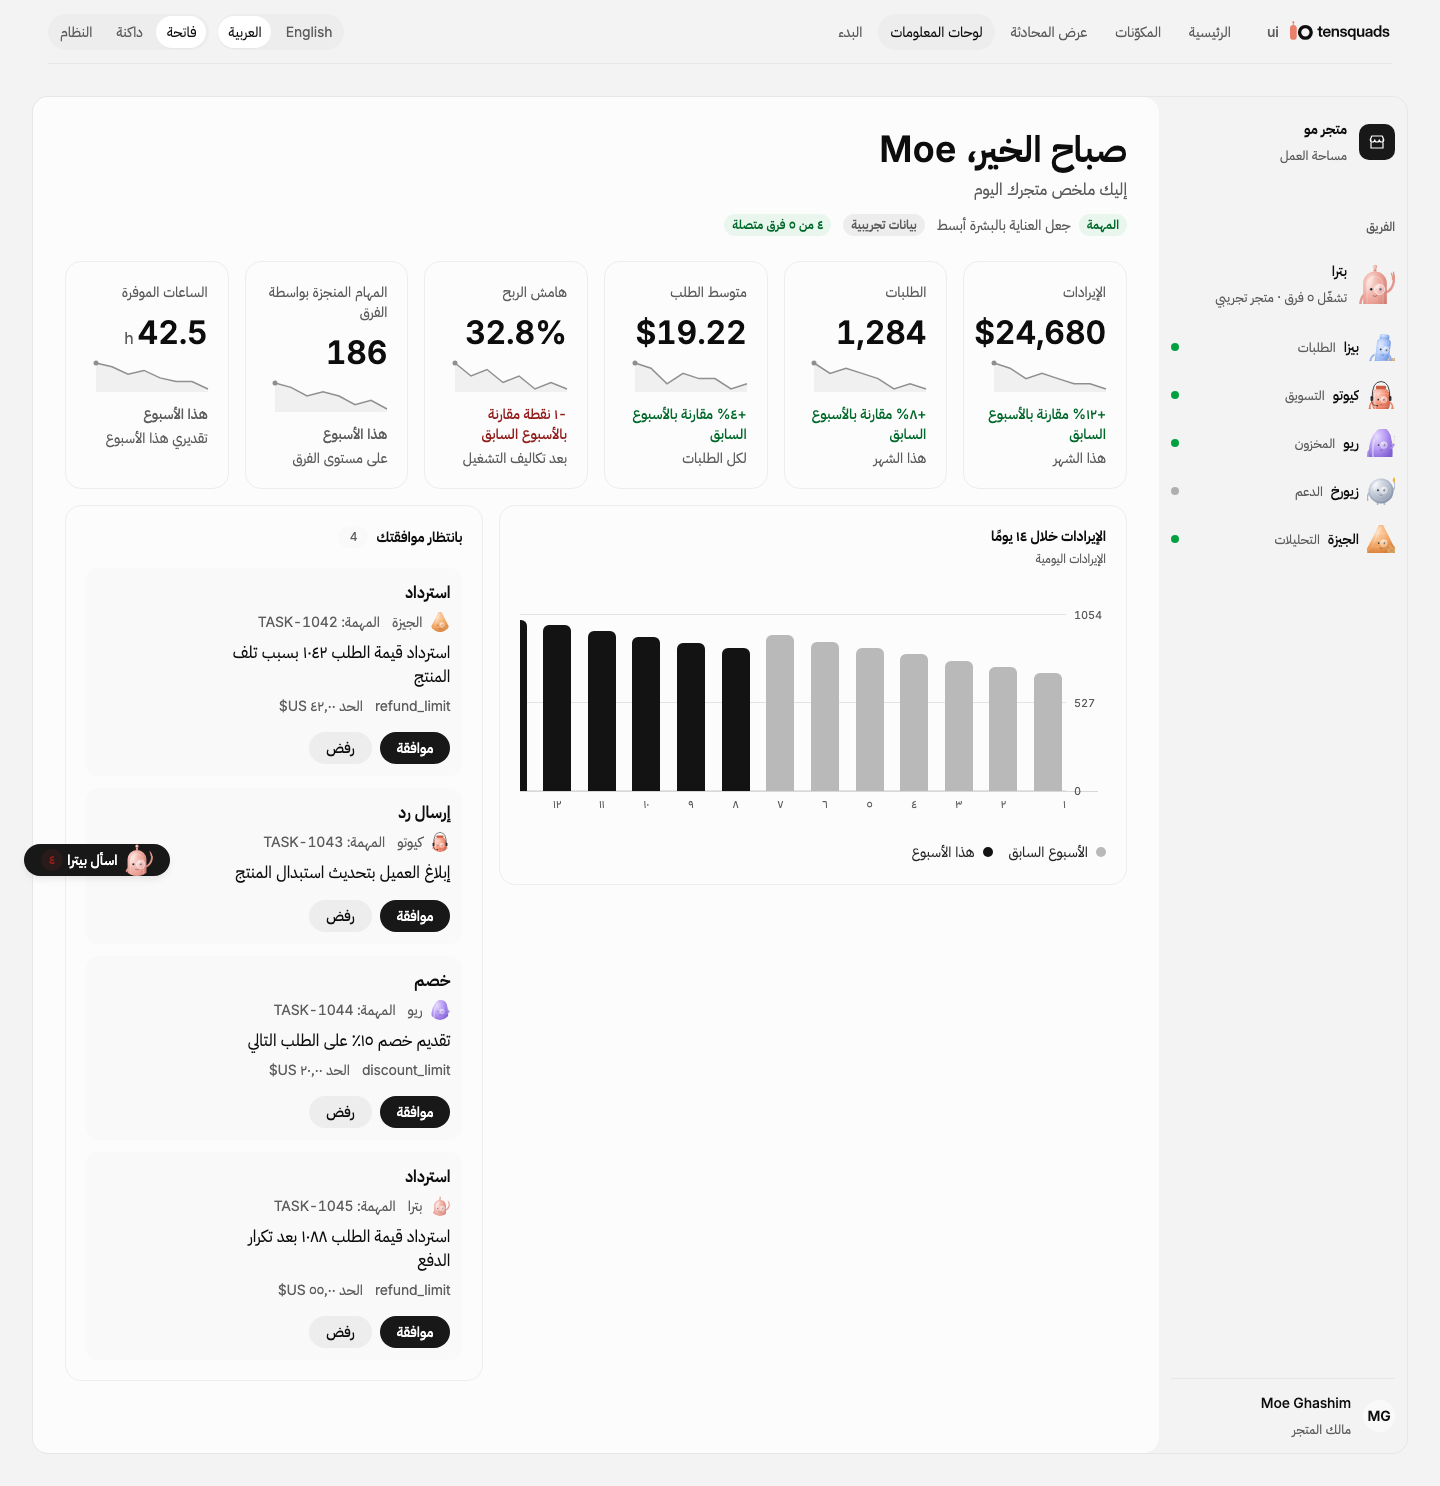 tensquads ui
الرئيسية
المكوّنات
عرض المحادثة
لوحات المعلومات
البدء
English
العربية
فاتحة
داكنة
النظام
متجر مو
مساحة العمل
الفريق
بترا
تشغّل ٥ فرق · متجر تجريبي
بيزا الطلبات
كيوتو التسويق
ريو المخزون
زيورخ الدعم
الجيزة التحليلات
MG
Moe Ghashim
مالك المتجر
صباح الخير، Moe
إليك ملخص متجرك اليوم
المهمة جعل العناية بالبشرة أبسط بيانات تجريبية ٤ من ٥ فرق متصلة
الإيرادات
$24,680
+١٢% مقارنة بالأسبوع
السابق
هذا الشهر
الطلبات
1,284
+٨% مقارنة بالأسبوع
السابق
هذا الشهر
متوسط الطلب
$19.22
+٤% مقارنة بالأسبوع
السابق
لكل الطلبات
هامش الربح
32.8%
-١ نقطة مقارنة
بالأسبوع السابق
بعد تكاليف التشغيل
المهام المنجزة بواسطة
الفرق
186
هذا الأسبوع
على مستوى الفرق
الساعات الموفرة
42.5 h
هذا الأسبوع
تقديري هذا الأسبوع
الإيرادات خلال ١٤ يومًا
الإيرادات اليومية
1054
527
0
١ ٢ ٣ ٤ ٥ ٦ ٧ ٨ ٩ ١٠ ١١ ١٢
الأسبوع السابق
هذا الأسبوع
بانتظار موافقتك 4
استرداد
الجيزة المهمة: TASK-1042
استرداد قيمة الطلب ١٠٤٢ بسبب تلف
المنتج
refund_limit الحد ٤٢,٠٠ US$
موافقة رفض
إرسال رد
كيوتو المهمة: TASK-1043
إبلاغ العميل بتحديث استبدال المنتج
موافقة رفض
خصم
ريو المهمة: TASK-1044
تقديم خصم ١٥٪ على الطلب التالي
discount_limit الحد ٢٠,٠٠ US$
موافقة رفض
استرداد
بترا المهمة: TASK-1045
استرداد قيمة الطلب ١٠٨٨ بعد تكرار
الدفع
refund_limit الحد ٥٥,٠٠ US$
موافقة رفض
اسأل بيترا ٤